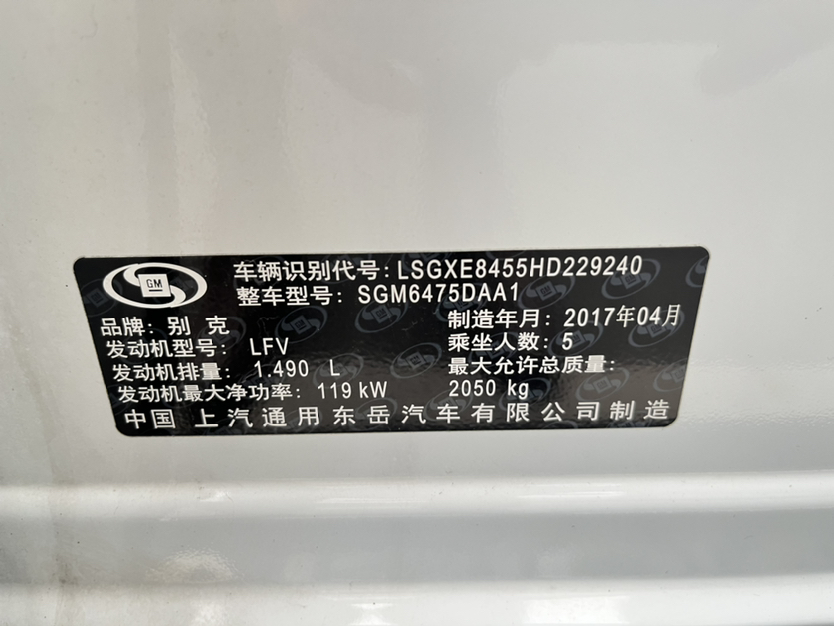 GM
车辆识别代号: LSGXE8455HD229240
整车型号: SGM6475DAA1
品牌: 别 克 制造年月: 2017年04月
发动机型号: LFV 乘坐人数: 5
发动机排量: 1.490 L 最大允许总质量:
发动机最大净功率: 119 kW 2050 kg
中国 上汽通用东岳汽车有限公司制造